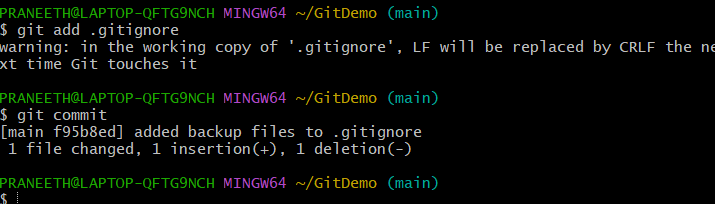 PRANEETH@LAPTOP-QFTG9NCH MINGW64 ~/GitDemo (main)
$ git add .gitignore
warning: in the working copy of '.gitignore', LF will be replaced by CRLF the ne
xt time Git touches it
PRANEETH@LAPTOP-QFTG9NCH MINGW64 ~/GitDemo (main)
$ git commit
[main f95b8ed] added backup files to .gitignore
 1 file changed, 1 insertion(+), 1 deletion(-)
PRANEETH@LAPTOP-QFTG9NCH MINGW64 ~/GitDemo (main)
$